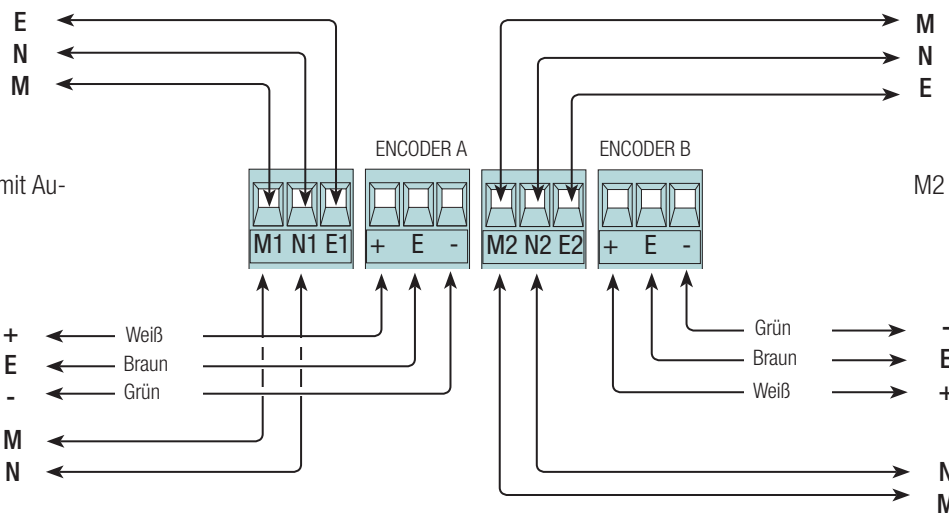 E
N
M
M
N
E
ENCODER A
ENCODER B
mit Au-
M2
M1 N1 E1
+ E -
M2 N2 E2
+ E -
+ Weiß
E Braun
- Grün
M
N
Grün -
Braun E
Weiß +
N
M